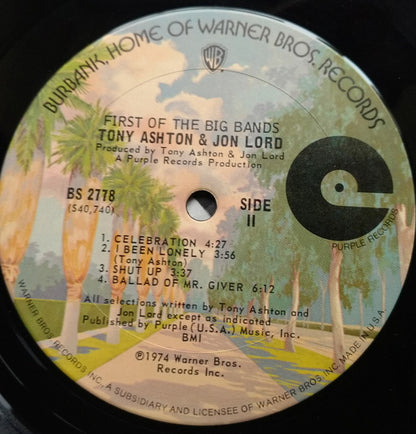 BURBANK, HOME OF WARNER BROS. RECORDS
WB
FIRST OF THE BIG BANDS
TONY ASHTON & JON LORD
Produced by Tony Ashton & Jon Lord
A Purple Records Production
BS 2778
(S40,740)
SIDE
II
PURPLE RECORDS
1. CELEBRATION 4:27
2. I BEEN LONELY 3:56
(Tony Ashton)
3. SHUT UP 3:37
4. BALLAD OF MR. GIVER 6:12
All selections written by Tony Ashton and
Jon Lord except as indicated
Published by Purple (U.S.A.) Music, Inc.
BMI
℗1974 Warner Bros.
Records Inc.
WARNER BROS. RECORDS INC., A SUBSIDIARY AND LICENSEE OF WARNER BROS. INC. MADE IN U.S.A.